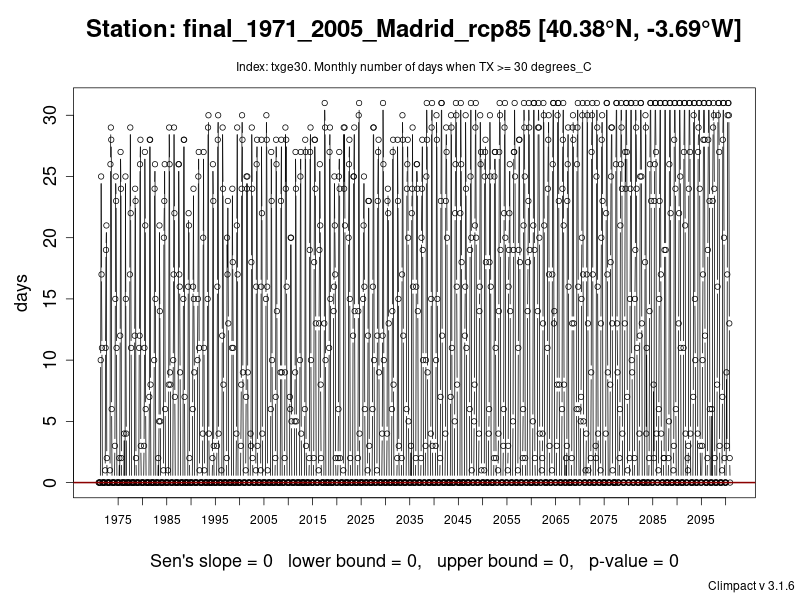 Station: final_1971_2005_Madrid_rcp85 [40.38°N, -3.69°W]
Index: txge30. Monthly number of days when TX >= 30 degrees_C
days
30
25
20
15
10
5
0
1975 1985 1995 2005 2015 2025 2035 2045 2055 2065 2075 2085 2095
Sen's slope = 0 lower bound = 0, upper bound = 0, p-value = 0
Climpact v 3.1.6